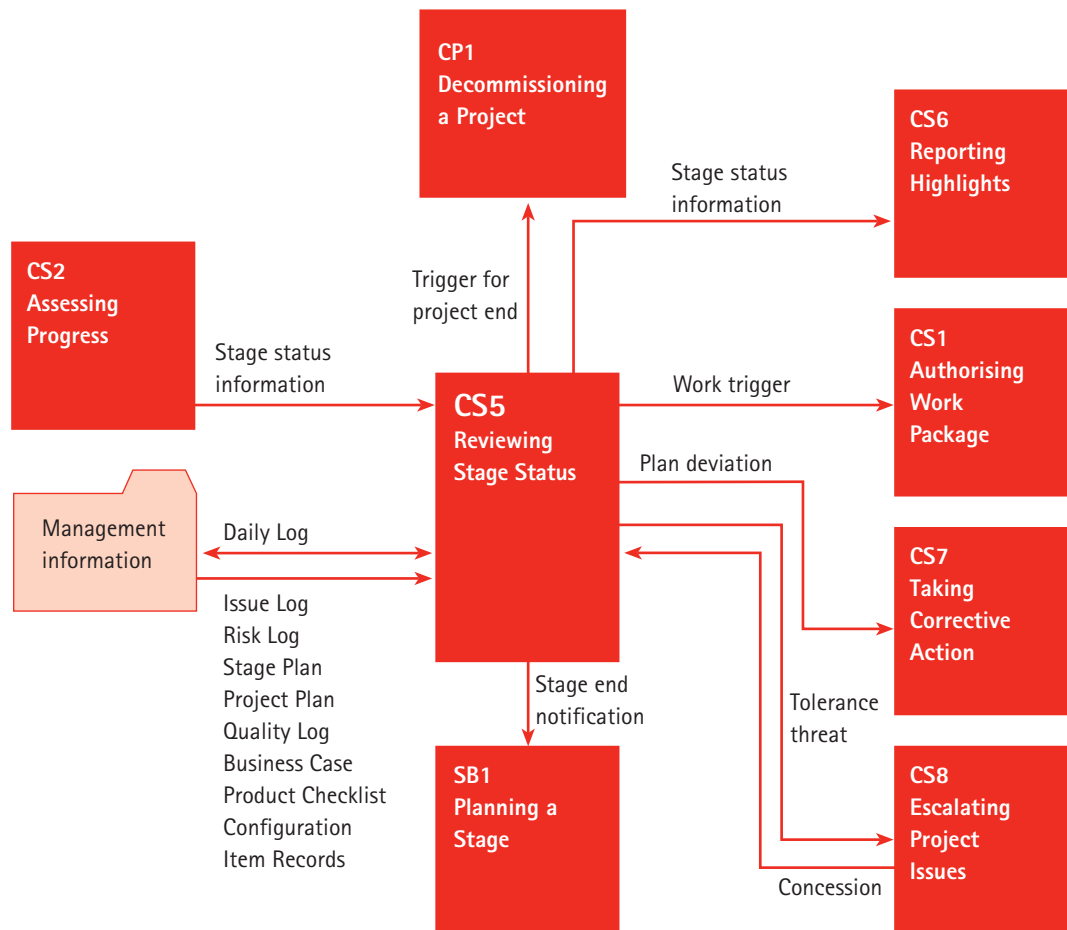 CP1
Decommissioning
a Project
CS6
Reporting
Highlights
Stage status
information
CS2
Assessing
Progress
Trigger for
project end
Stage status
information
CS1
Authorising
Work
Package
Work trigger
CS5
Reviewing
Stage Status
Plan deviation
Management
information
Daily Log
CS7
Taking
Corrective
Action
Issue Log
Risk Log
Stage Plan
Project Plan
Quality Log
Business Case
Product Checklist
Configuration
Item Records
Stage end
notification
Tolerance
threat
SB1
Planning a
Stage
CS8
Escalating
Project
Issues
Concession